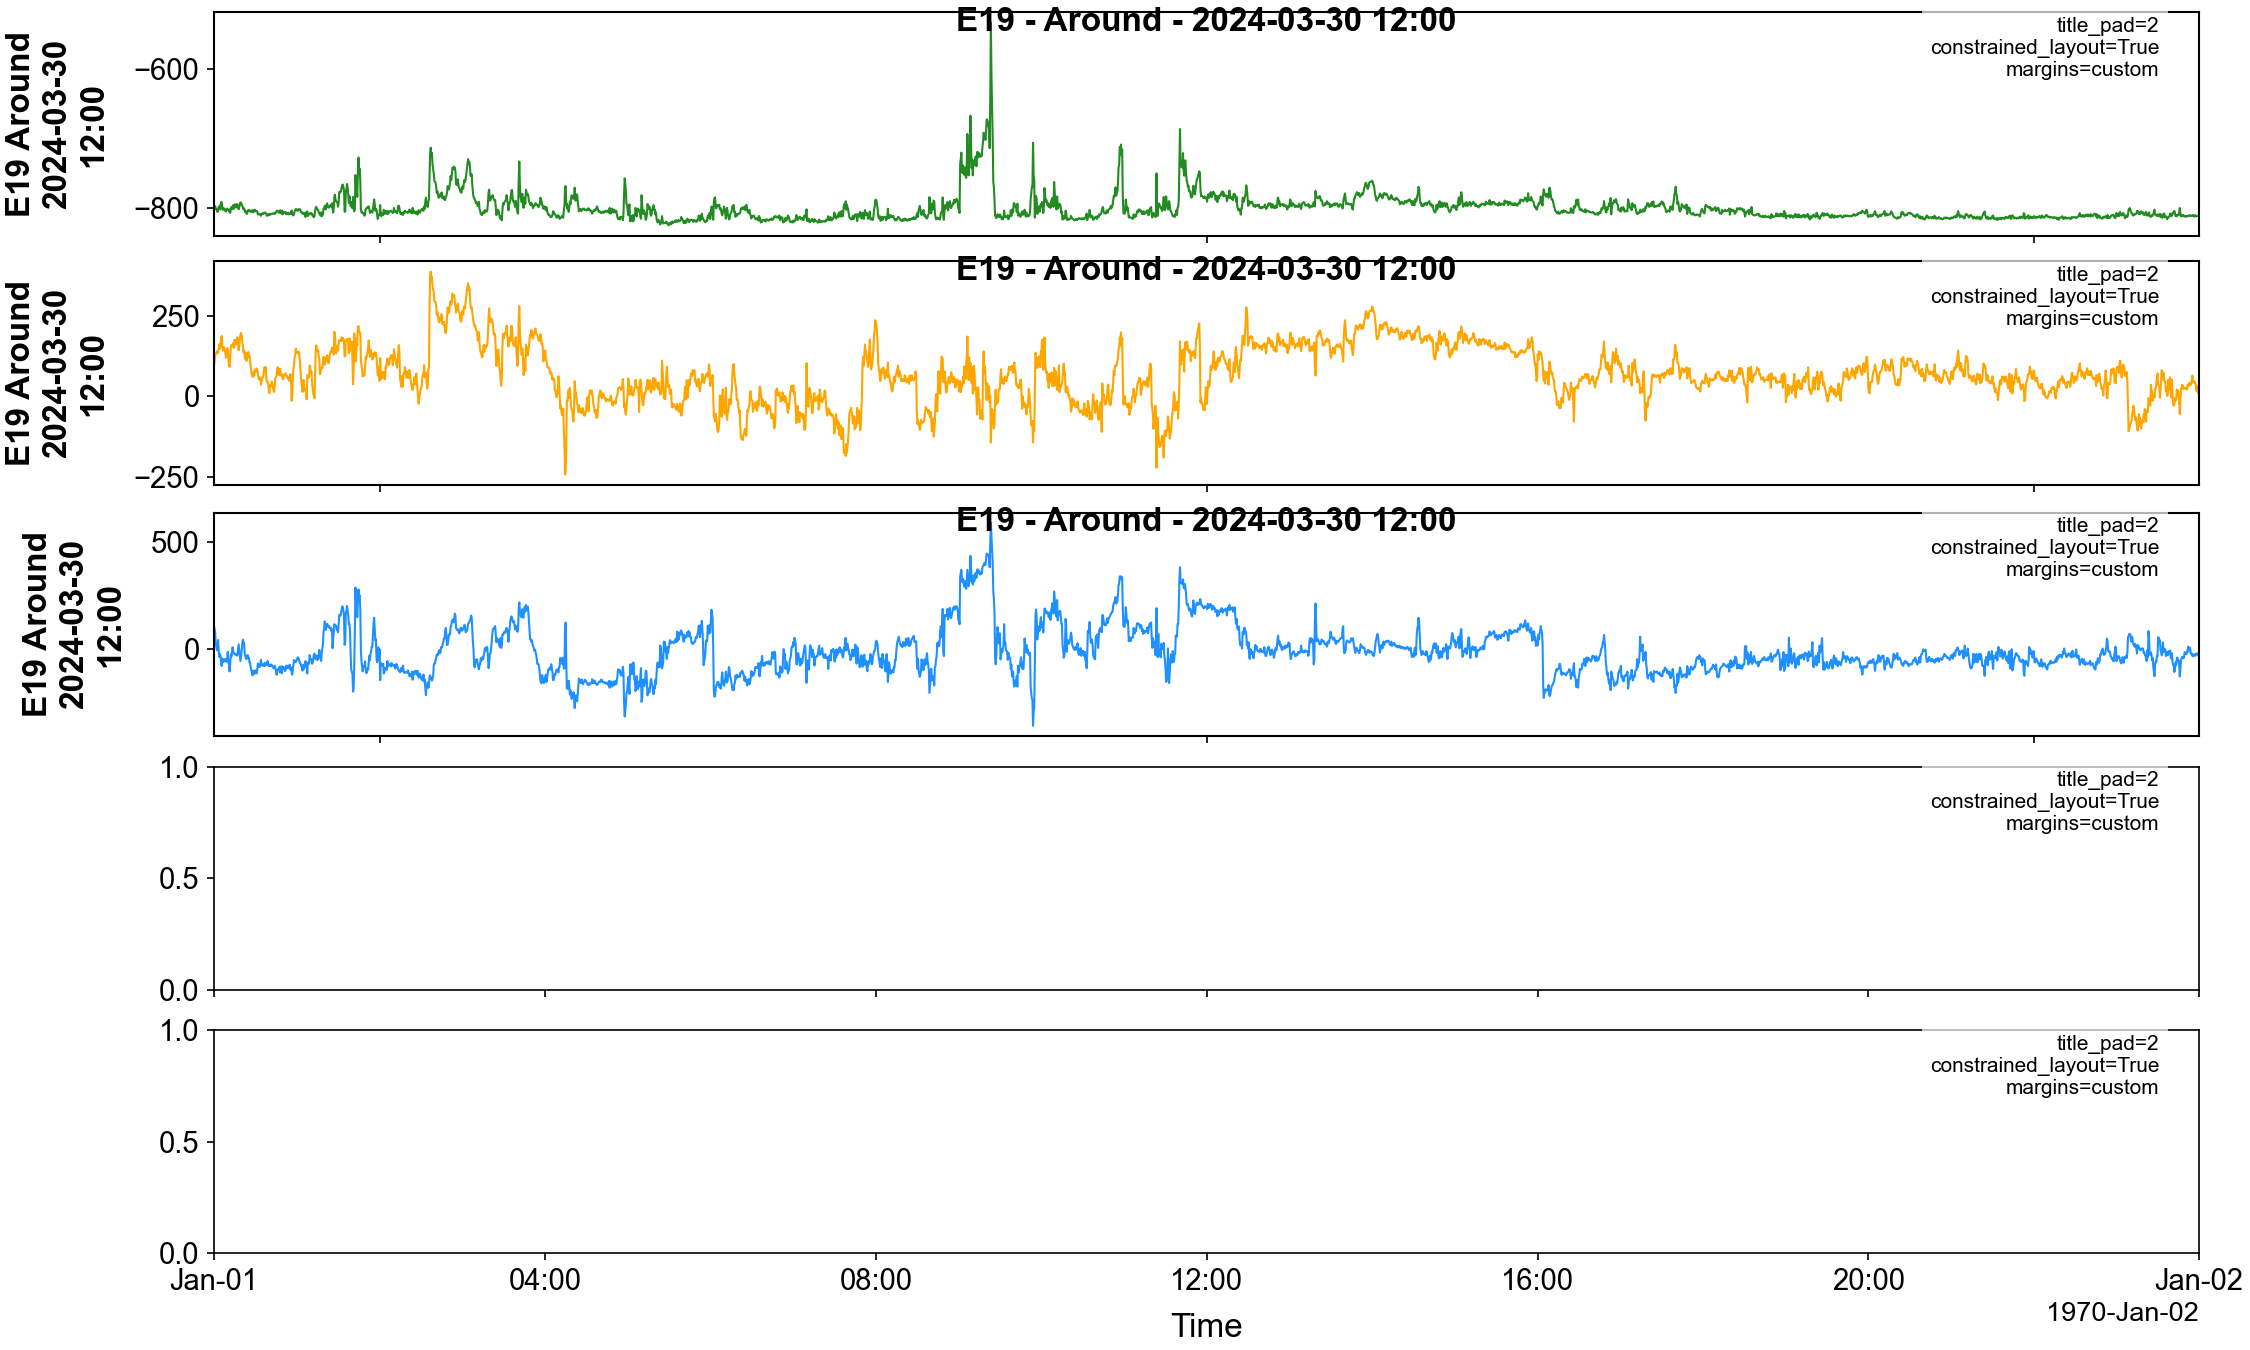 E19 - Around - 2024-03-30 12:00
title_pad=2
constrained_layout=True
margins=custom
E19 Around
2024-03-30
12:00
−600
−800
E19 - Around - 2024-03-30 12:00
title_pad=2
constrained_layout=True
margins=custom
E19 Around
2024-03-30
12:00
250
0
−250
E19 - Around - 2024-03-30 12:00
title_pad=2
constrained_layout=True
margins=custom
E19 Around
2024-03-30
12:00
500
0
title_pad=2
constrained_layout=True
margins=custom
1.0
0.5
0.0
title_pad=2
constrained_layout=True
margins=custom
1.0
0.5
0.0
Jan-01 04:00 08:00 12:00 16:00 20:00 Jan-02
1970-Jan-02
Time